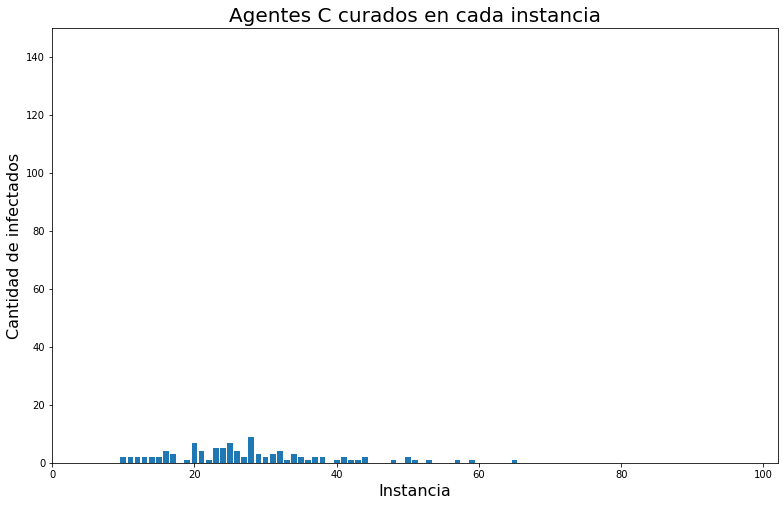 Agentes C curados en cada instancia
140
120
100
80
60
40
20
0
Cantidad de infectados
0 20 40 60 80 100
Instancia